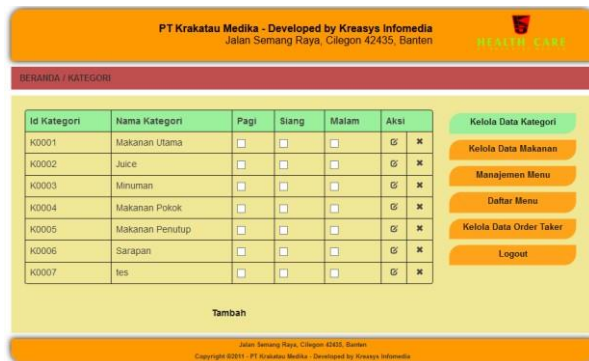 PT Krakatau Medika - Developed by Kreasys Infomedia
Jalan Semang Raya, Cilegon 42435, Banten
HEALTH CARE
BERANDA / KATEGORI
Id Kategori Nama Kategori Pagi Siang Malam Aksi
K0001 Makanan Utama
K0002 Juice
K0003 Minuman
K0004 Makanan Pokok
K0005 Makanan Penutup
K0006 Sarapan
K0007 tes
Tambah
Kelola Data Kategori
Kelola Data Makanan
Manajemen Menu
Daftar Menu
Kelola Data Order Taker
Logout
Jalan Semang Raya, Cilegon 42435, Banten
Copyright ©2011 - PT Krakatau Medika - Developed by Kreasys Infomedia